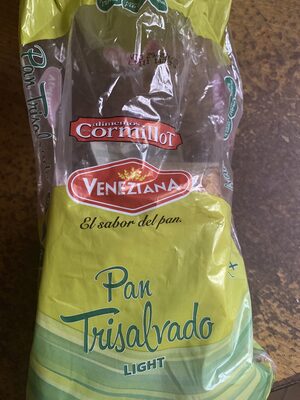 alimentos
Cormillot
VENEZIANA
El sabor del pan.
Pan
Trisalvado
LIGHT